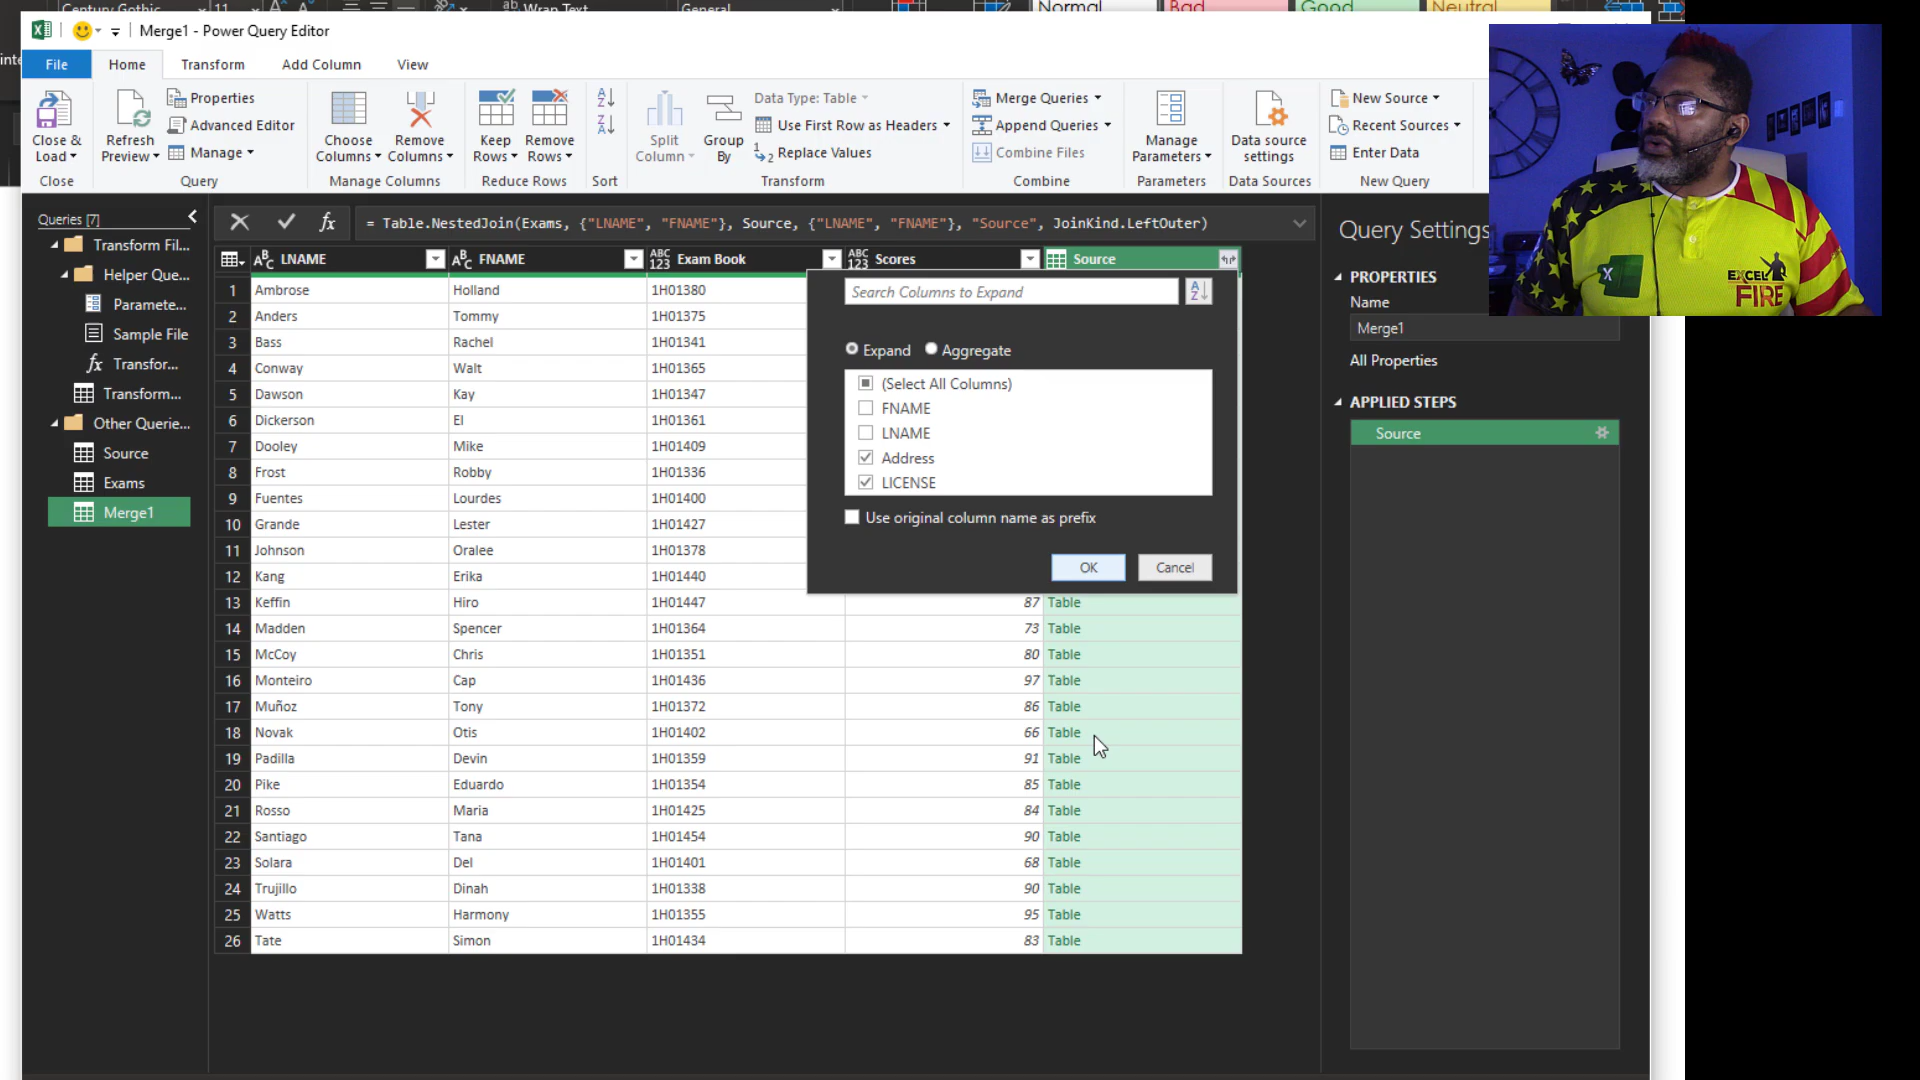 Century Gothic 11 Wrap Text General Normal Bad Good Neutral
Merge1 - Power Query Editor
File Home Transform Add Column View
Close & Load
Close
Refresh Preview
Properties
Advanced Editor
Manage
Query
Choose Columns
Remove Columns
Manage Columns
Keep Rows
Remove Rows
Reduce Rows
Sort
Split Column
Group By
Data Type: Table
Use First Row as Headers
Replace Values
Transform
Merge Queries
Append Queries
Combine Files
Combine
Manage Parameters
Parameters
Data source settings
Data Sources
New Source
Recent Sources
Enter Data
New Query
EXCEL
FIRE
Queries [7]
Transform Fil...
Helper Que...
Paramete...
Sample File
fx Transfor...
Transform...
Other Querie...
Source
Exams
Merge1
fx = Table.NestedJoin(Exams, {"LNAME", "FNAME"}, Source, {"LNAME", "FNAME"}, "Source", JoinKind.LeftOuter)
LNAME FNAME Exam Book Scores Source
1 Ambrose Holland 1H01380
2 Anders Tommy 1H01375
3 Bass Rachel 1H01341
4 Conway Walt 1H01365
5 Dawson Kay 1H01347
6 Dickerson El 1H01361
7 Dooley Mike 1H01409
8 Frost Robby 1H01336
9 Fuentes Lourdes 1H01400
10 Grande Lester 1H01427
11 Johnson Oralee 1H01378
12 Kang Erika 1H01440
13 Keffin Hiro 1H01447 87 Table
14 Madden Spencer 1H01364 73 Table
15 McCoy Chris 1H01351 80 Table
16 Monteiro Cap 1H01436 97 Table
17 Muñoz Tony 1H01372 86 Table
18 Novak Otis 1H01402 66 Table
19 Padilla Devin 1H01359 91 Table
20 Pike Eduardo 1H01354 85 Table
21 Rosso Maria 1H01425 84 Table
22 Santiago Tana 1H01454 90 Table
23 Solara Del 1H01401 68 Table
24 Trujillo Dinah 1H01338 90 Table
25 Watts Harmony 1H01355 95 Table
26 Tate Simon 1H01434 83 Table
Search Columns to Expand
Expand Aggregate
(Select All Columns)
FNAME
LNAME
Address
LICENSE
Use original column name as prefix
OK Cancel
Query Settings
PROPERTIES
Name
Merge1
All Properties
APPLIED STEPS
Source